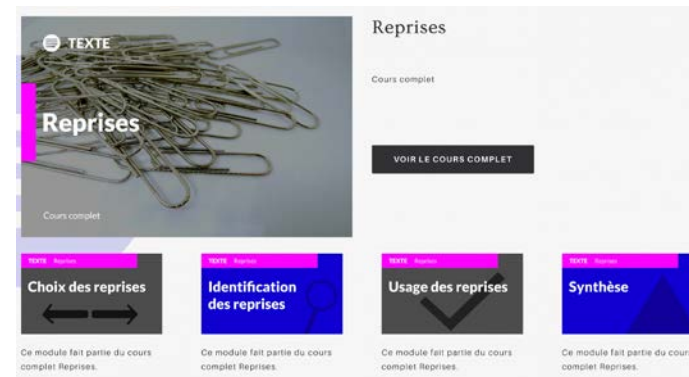 TEXTE
Reprises
Cours complet
Reprises
Cours complet
VOIR LE COURS COMPLET
TEXTE Reprises
Choix des reprises
Ce module fait partie du cours
complet Reprises.
TEXTE Reprises
Identification
des reprises
Ce module fait partie du cours
complet Reprises.
TEXTE Reprises
Usage des reprises
Ce module fait partie du cours
complet Reprises.
TEXTE Reprises
Synthèse
Ce module fait partie du cours
complet Reprises.